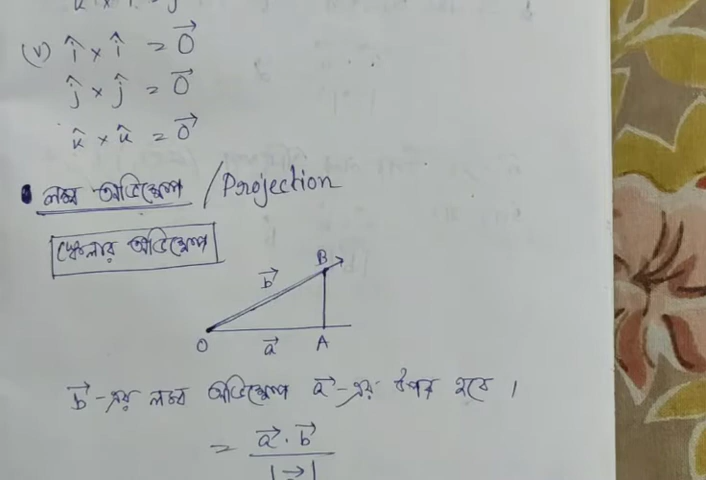 (v) î × î = 0⃗
ĵ × ĵ = 0⃗
k̂ × k̂ = 0⃗
• লম্ব অভিক্ষেপ / Projection
স্কেলার অভিক্ষেপ
B
b⃗
O a⃗ A
b⃗ -এর লম্ব অভিক্ষেপ a⃗ -এর উপর হবে ।
= a⃗ . b⃗